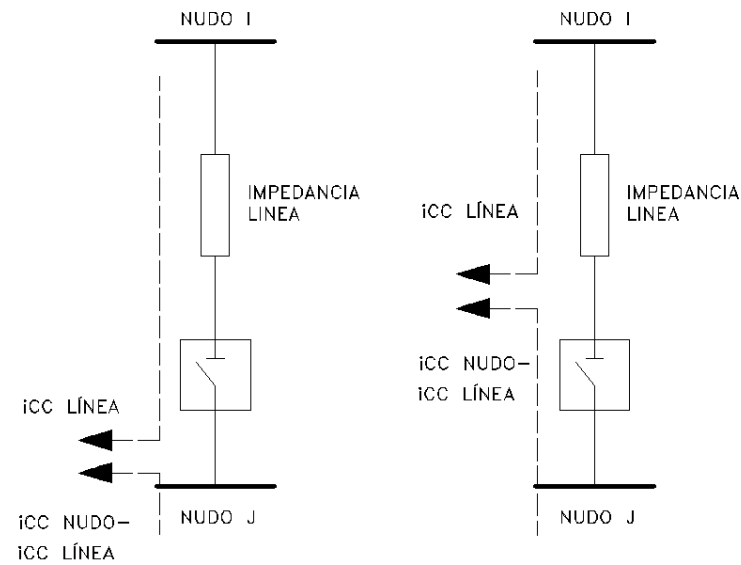 NUDO I
IMPEDANCIA
LINEA
iCC LÍNEA
iCC NUDO-
iCC LÍNEA
NUDO J
NUDO I
IMPEDANCIA
LINEA
iCC LÍNEA
iCC NUDO-
iCC LÍNEA
NUDO J